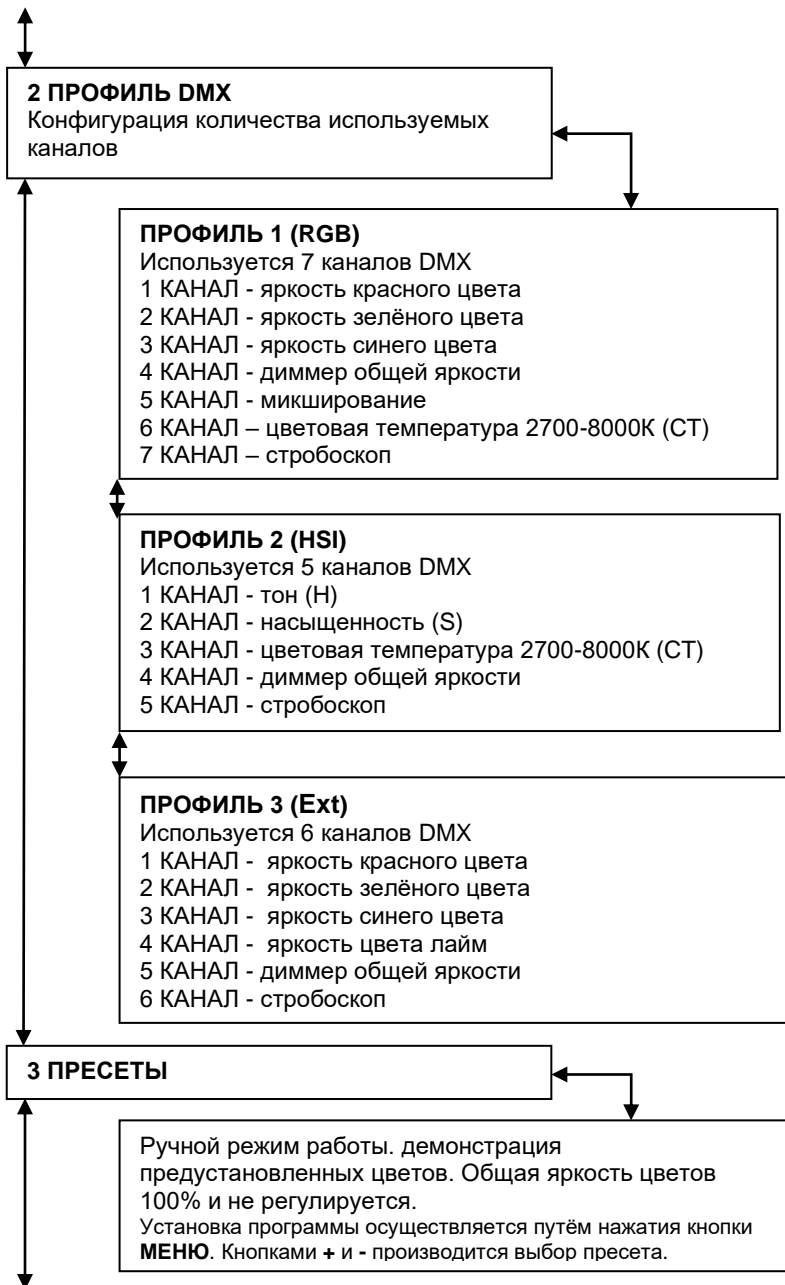 2 ПРОФИЛЬ DMX
Конфигурация количества используемых
каналов
ПРОФИЛЬ 1 (RGB)
Используется 7 каналов DMX
1 КАНАЛ - яркость красного цвета
2 КАНАЛ - яркость зелёного цвета
3 КАНАЛ - яркость синего цвета
4 КАНАЛ - диммер общей яркости
5 КАНАЛ - микширование
6 КАНАЛ – цветовая температура 2700-8000К (СТ)
7 КАНАЛ – стробоскоп
ПРОФИЛЬ 2 (HSI)
Используется 5 каналов DMX
1 КАНАЛ - тон (H)
2 КАНАЛ - насыщенность (S)
3 КАНАЛ - цветовая температура 2700-8000К (СТ)
4 КАНАЛ - диммер общей яркости
5 КАНАЛ - стробоскоп
ПРОФИЛЬ 3 (Ext)
Используется 6 каналов DMX
1 КАНАЛ - яркость красного цвета
2 КАНАЛ - яркость зелёного цвета
3 КАНАЛ - яркость синего цвета
4 КАНАЛ - яркость цвета лайм
5 КАНАЛ - диммер общей яркости
6 КАНАЛ - стробоскоп
3 ПРЕСЕТЫ
Ручной режим работы. демонстрация
предустановленных цветов. Общая яркость цветов
100% и не регулируется.
Установка программы осуществляется путём нажатия кнопки
МЕНЮ. Кнопками + и - производится выбор пресета.